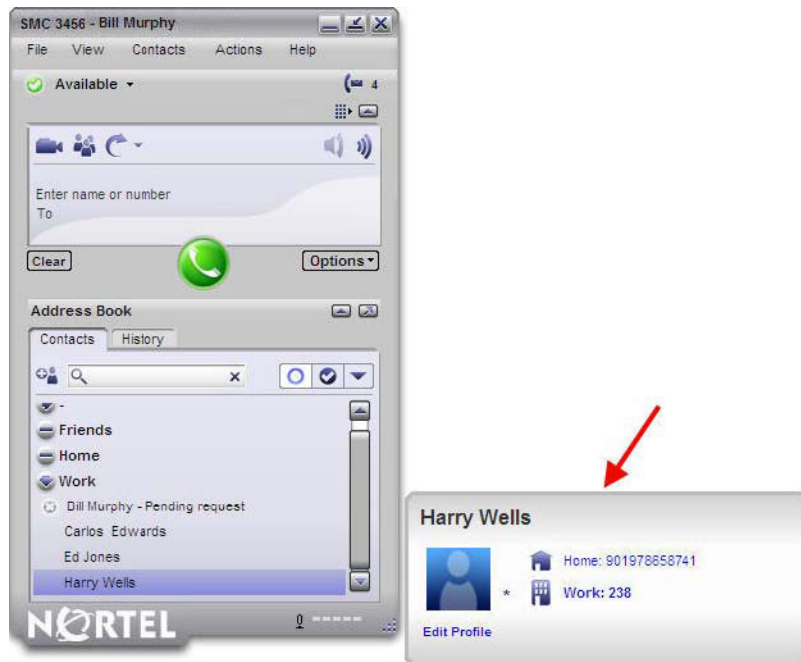 SMC 3456 - Bill Murphy
File View Contacts Actions Help
Available
4
Enter name or number
To
Clear
Options
Address Book
Contacts History
-
Friends
Home
Work
Bill Murphy - Pending request
Carlos Edwards
Ed Jones
Harry Wells
NORTEL
Harry Wells
Home: 901978658741
* Work: 238
Edit Profile